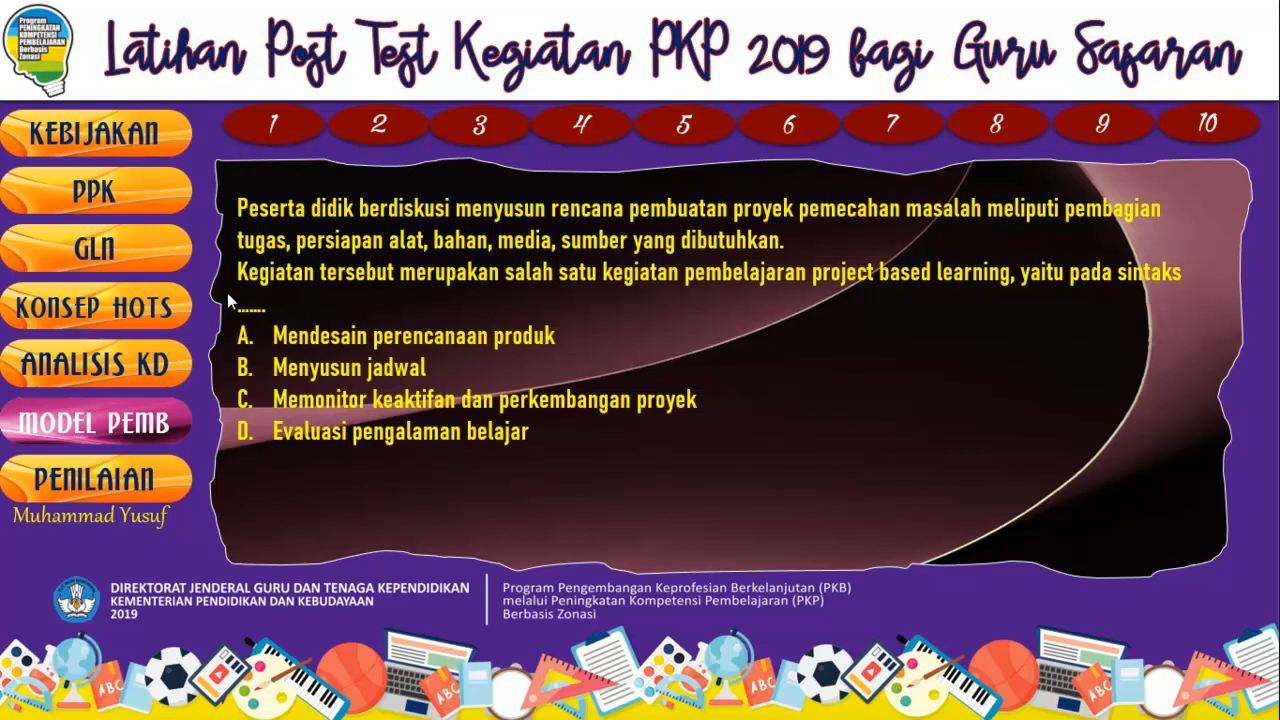 Program
PENINGKATAN
KOMPETENSI
PEMBELAJARAN
Berbasis
Zonasi
Latihan Post Test Kegiatan PKP 2019 bagi Guru Sasaran
1 2 3 4 5 6 7 8 9 10
KEBIJAKAN
PPK
GLN
KONSEP HOTS
ANALISIS KD
MODEL PEMB
PENILAIAN
Muhammad Yusuf
Peserta didik berdiskusi menyusun rencana pembuatan proyek pemecahan masalah meliputi pembagian
tugas, persiapan alat, bahan, media, sumber yang dibutuhkan.
Kegiatan tersebut merupakan salah satu kegiatan pembelajaran project based learning, yaitu pada sintaks
.......
A. Mendesain perencanaan produk
B. Menyusun jadwal
C. Memonitor keaktifan dan perkembangan proyek
D. Evaluasi pengalaman belajar
DIREKTORAT JENDERAL GURU DAN TENAGA KEPENDIDIKAN
KEMENTERIAN PENDIDIKAN DAN KEBUDAYAAN
2019
Program Pengembangan Keprofesian Berkelanjutan (PKB)
melalui Peningkatan Kompetensi Pembelajaran (PKP)
Berbasis Zonasi
ABC
ABC
ABC
ABC